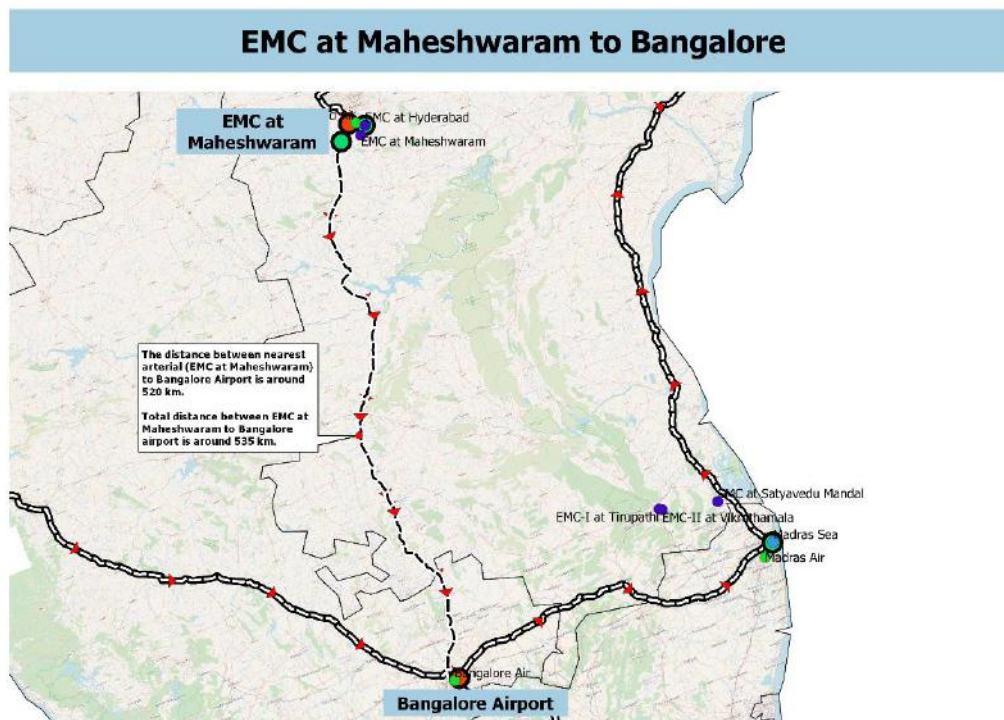 EMC at Maheshwaram to Bangalore
EMC at
Maheshwaram
EMC at Hyderabad
EMC at Maheshwaram
The distance between nearest
arterial (EMC at Maheshwaram)
to Bangalore Airport is around
520 km.
Total distance between EMC at
Maheshwaram to Bangalore
airport is around 535 km.
EMC at Satyavedu Mandal
EMC-I at Tirupathi
EMC-II at Vikruthamala
Madras Sea
Madras Air
Bangalore Air
Bangalore Airport